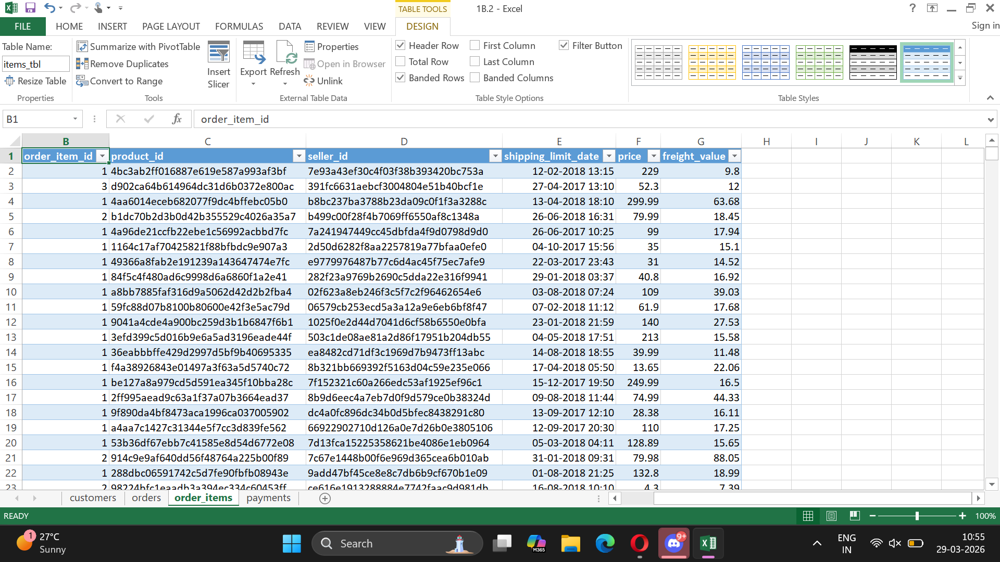 TABLE TOOLS
1B.2 - Excel
FILE HOME INSERT PAGE LAYOUT FORMULAS DATA REVIEW VIEW DESIGN Sign in
Table Name:
items_tbl
Resize Table
Properties
Summarize with PivotTable
Remove Duplicates
Convert to Range
Tools
Insert
Slicer
Export Refresh
Properties
Open in Browser
Unlink
External Table Data
Header Row First Column Filter Button
Total Row Last Column
Banded Rows Banded Columns
Table Style Options
Table Styles
B1 fx order_item_id
B C D E F G H I J K L
1 order_item_id product_id seller_id shipping_limit_date price freight_value
2 1 4bc3ab2ff016887e619e587a993af3bf 7e93a43ef30c4f03f38b393420bc753a 12-02-2018 13:15 229 9.8
3 3 d902ca64b614964dc31d6b0372e800ac 391fc6631aebcf3004804e51b40bcf1e 27-04-2017 13:10 52.3 12
4 1 4aa6014eceb682077f9dc4bffebc05b0 b8bc237ba3788b23da09c0f1f3a3288c 13-04-2018 18:10 299.99 63.68
5 2 b1dc70b2d3b0d42b355529c4026a35a7 b499c00f28f4b7069ff6550af8c1348a 26-06-2018 16:31 79.99 18.45
6 1 4a96de21ccfb22ebe1c56992acbbd7fc 7a241947449cc45dbfda4f9d0798d9d0 26-06-2017 10:25 99 17.94
7 1 1164c17af70425821f88bfbdc9e907a3 2d50d6282f8aa2257819a77bfaa0efe0 04-10-2017 15:56 35 15.1
8 1 49366a8fab2e191239a143647474e7fc e9779976487b77c6d4ac45f75ec7afe9 22-03-2017 23:43 31 14.52
9 1 84f5c4f480ad6c9998d6a6860f1a2e41 282f23a9769b2690c5dda22e316f9941 29-01-2018 03:37 40.8 16.92
10 1 a8bb7885faf316d9a5062d42d2b2fba4 02f623a8eb246f3c5f7c2f96462654e6 03-08-2018 07:24 109 39.03
11 1 59fc88d07b8100b80600e42f3e5ac79d 06579cb253ecd5a3a12a9e6eb6bf8f47 07-02-2018 11:12 61.9 17.68
12 1 9041a4cde4a900bc259d3b1b6847f6b1 1025f0e2d44d7041d6cf58b6550e0bfa 23-01-2018 21:59 140 27.53
13 1 3efd399c5d016b9e6a5ad3196eade44f 503c1de08ae81a2d86f17951b204db55 04-05-2018 17:51 213 15.58
14 1 36eabbbffe429d2997d5bf9b40695335 ea8482cd71df3c1969d7b9473ff13abc 14-08-2018 18:55 39.99 11.48
15 1 f4a38926843e01497a3f63a5d5740c72 8b321bb669392f5163d04c59e235e066 17-04-2018 05:50 13.65 22.06
16 1 be127a8a979cd5d591ea345f10bba28c 7f152321c60a266edc53af1925ef96c1 15-12-2017 19:50 249.99 16.5
17 1 2ff995aead9c63a1f37a07b3664ead37 8b9d6eec4a7eb7d0f9d579ce0b38324d 09-08-2018 11:44 74.99 44.33
18 1 9f890da4bf8473aca1996ca037005902 dc4a0fc896dc34b0d5bfec8438291c80 13-09-2017 12:10 28.38 16.11
19 1 a4aa7c1427c31344e5f7cc3d839fe562 66922902710d126a0e7d26b0e3805106 12-09-2017 20:30 110 17.25
20 1 53b36df67ebb7c41585e8d54d6772e08 7d13fca15225358621be4086e1eb0964 05-03-2018 04:11 128.89 15.65
21 2 914c9e9af640dd56f48764a225b00f89 7c67e1448b00f6e969d365cea6b010ab 31-01-2018 09:31 79.98 88.05
22 1 288dbc06591742c5d7fe90fbfb08943e 9add47bf45ce8e8c7db6b9cf670b1e09 01-08-2018 21:25 132.8 18.99
23 2 98224bfc1eaadb3a394ec334c60453ff ce616e1913288884e7742faac9d981db 16-08-2018 10:10 4.3 7.39
customers orders order_items payments
READY 100%
1 27°C
Sunny
Search
M365
9+
ENG
IN
10:55
29-03-2026